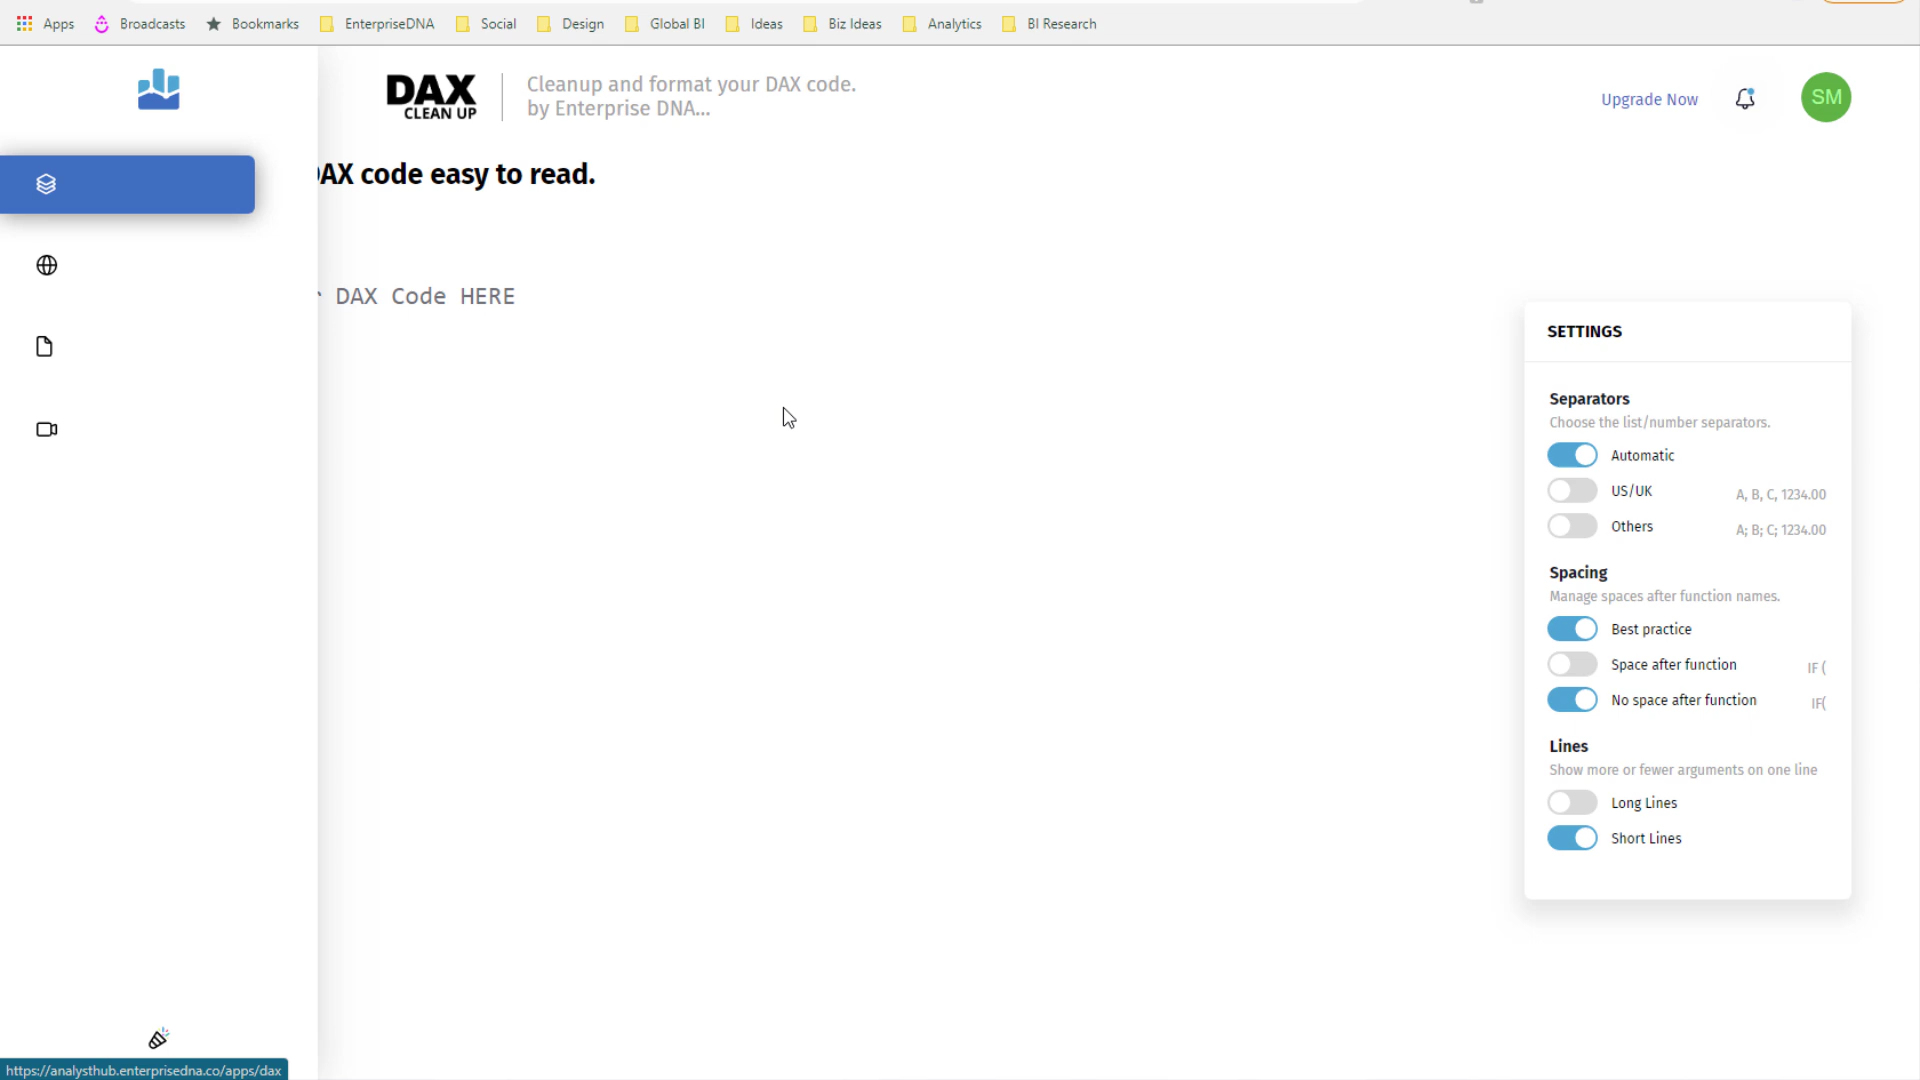 Apps Broadcasts Bookmarks EnterpriseDNA Social Design Global BI Ideas Biz Ideas Analytics BI Research
DAX
CLEAN UP
Cleanup and format your DAX code.
by Enterprise DNA...
Upgrade Now
SM
DAX code easy to read.
DAX Code HERE
SETTINGS
Separators
Choose the list/number separators.
Automatic
US/UK A, B, C, 1234.00
Others A; B; C; 1234.00
Spacing
Manage spaces after function names.
Best practice
Space after function IF (
No space after function IF(
Lines
Show more or fewer arguments on one line
Long Lines
Short Lines
https://analysthub.enterprisedna.co/apps/dax